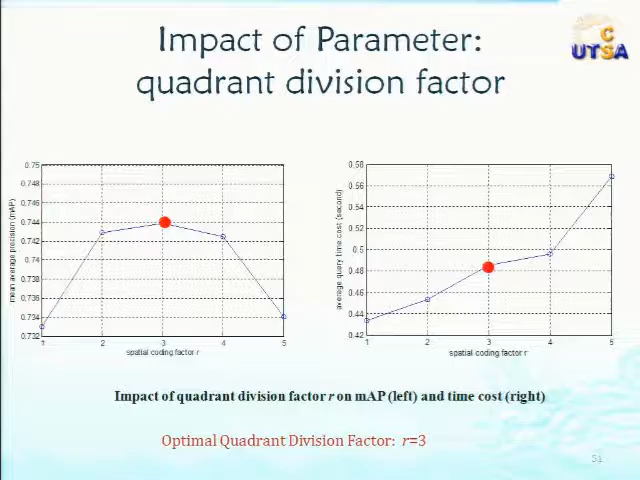 Impact of Parameter:
quadrant division factor
C
UTSA
0.75
0.748
0.746
0.744
0.742
0.74
0.738
0.736
0.734
0.732
mean average precision (mAP)
1 2 3 4 5
spatial coding factor r
0.58
0.56
0.54
0.52
0.5
0.48
0.46
0.44
0.42
average query time cost (second)
1 2 3 4 5
spatial coding factor r
Impact of quadrant division factor r on mAP (left) and time cost (right)
Optimal Quadrant Division Factor: r=3
51